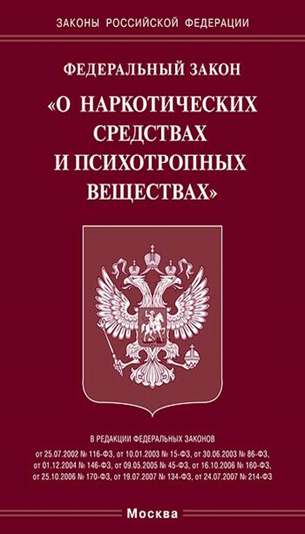 ЗАКОНЫ РОССИЙСКОЙ ФЕДЕРАЦИИ
ФЕДЕРАЛЬНЫЙ ЗАКОН
«О НАРКОТИЧЕСКИХ
СРЕДСТВАХ
И ПСИХОТРОПНЫХ
ВЕЩЕСТВАХ»
В РЕДАКЦИИ ФЕДЕРАЛЬНЫХ ЗАКОНОВ
от 25.07.2002 № 116-ФЗ, от 10.01.2003 № 15-ФЗ, от 30.06.2003 № 86-ФЗ,
от 01.12.2004 № 146-ФЗ, от 09.05.2005 № 45-ФЗ, от 16.10.2006 № 160-ФЗ,
от 25.10.2006 № 170-ФЗ, от 19.07.2007 № 134-ФЗ, от 24.07.2007 № 214-ФЗ
Москва